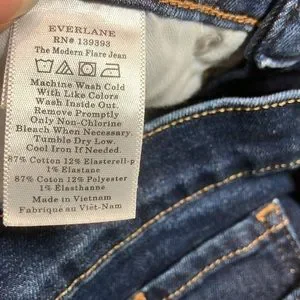 EVERLANE
RN# 139393
The Modern Flare Jean
Machine Wash Cold
With Like Colors
Wash Inside Out.
Remove Promptly
Only Non-Chlorine
Bleach When Necessary.
Tumble Dry Low.
Cool Iron If Needed.
87% Cotton 12% Elasterell-p
1% Elastane
87% Coton 12% Polyester
1% Élasthanne
Made in Vietnam
Fabriqué au Viêt-Nam